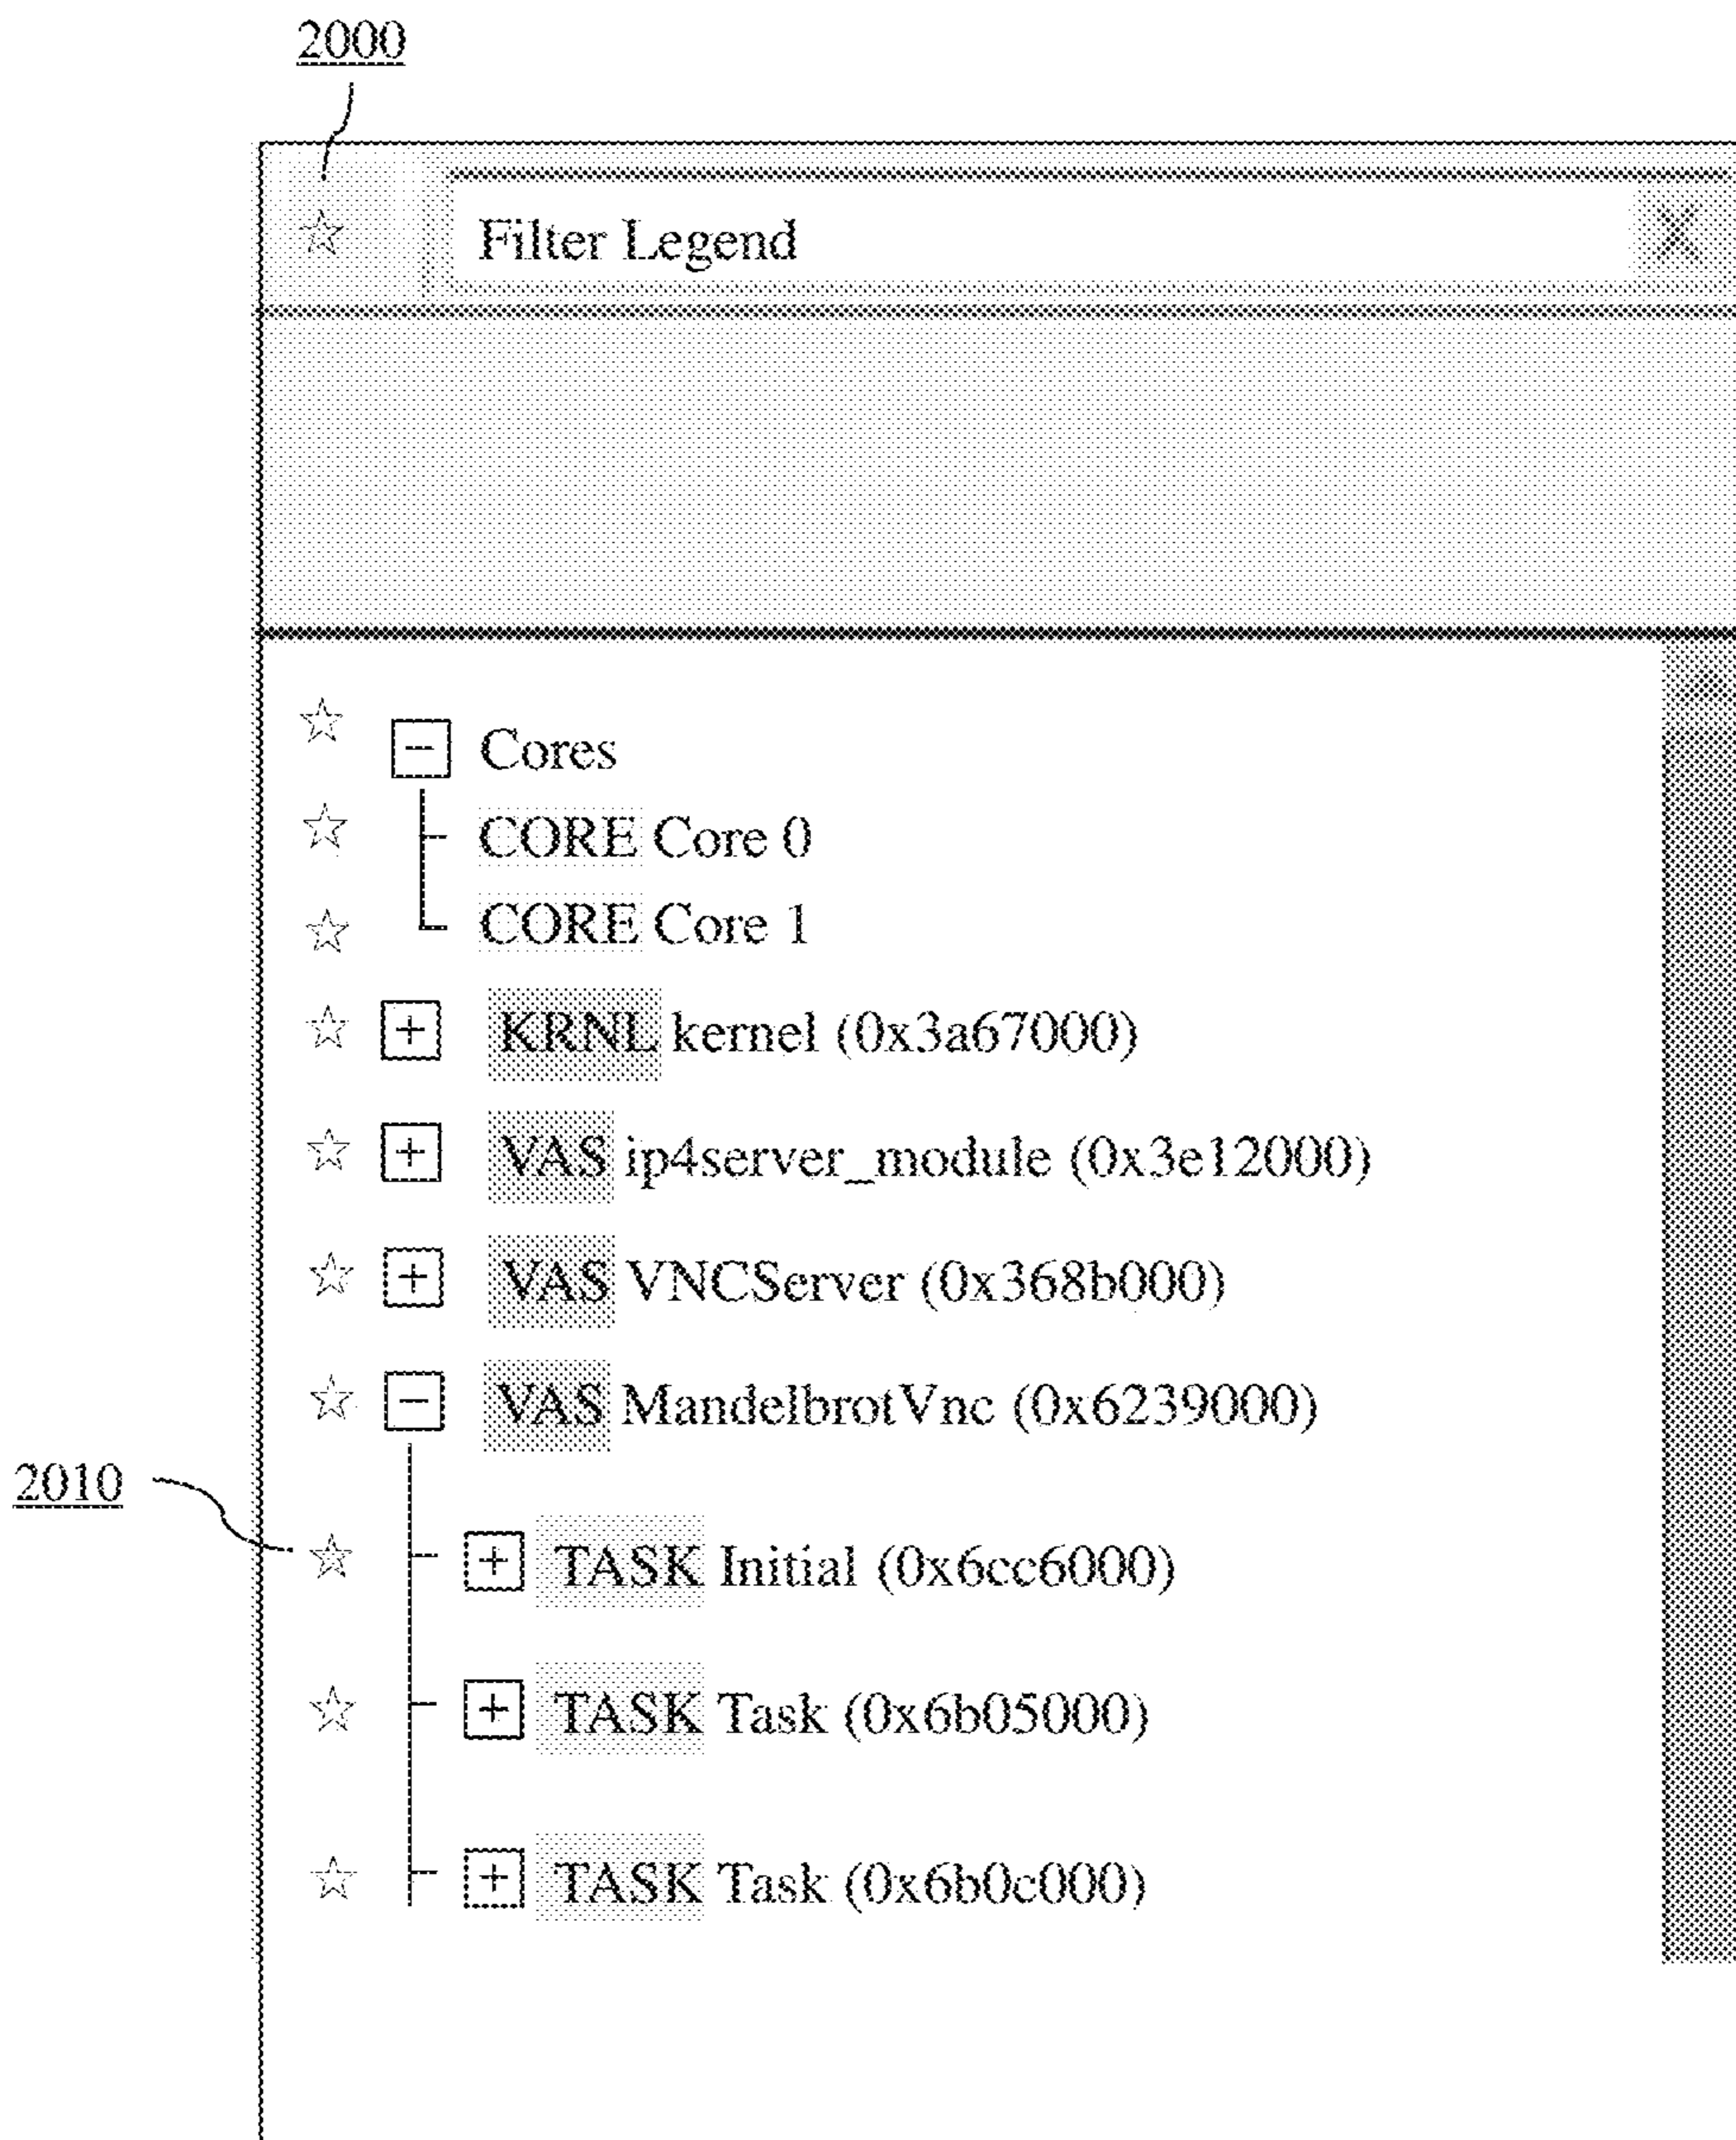 2000
Filter Legend
Cores
CORE Core 0
CORE Core 1
KRNL kernel (0x3a67000)
VAS ip4server_module (0x3e12000)
VAS VNCServer (0x368b000)
VAS MandelbrotVnc (0x6239000)
2010
TASK Initial (0x6cc6000)
TASK Task (0x6b05000)
TASK Task (0x6b0c000)